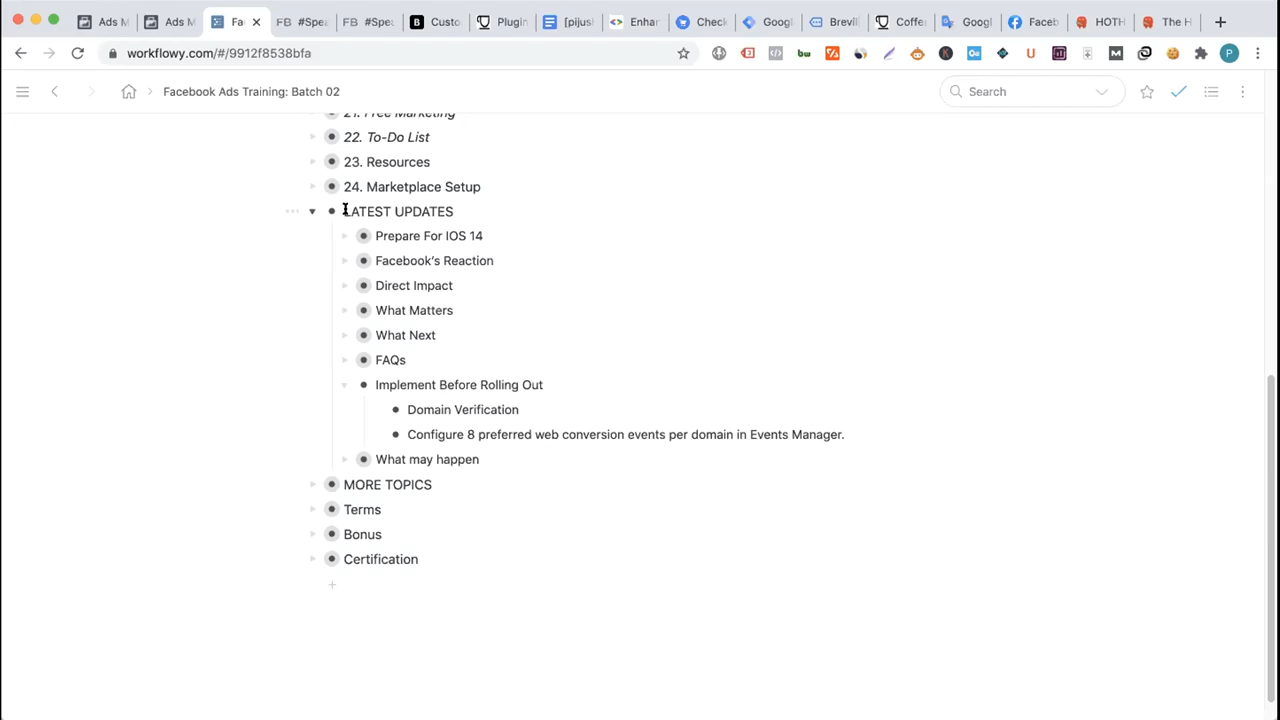 Ads M
Ads M
Fa
FB #Spea
FB #Spe
Custo
Plugin
[pijus
Enhar
Check
Googl
Brevil
Coffe
Googl
Faceb
HOTH
The H
workflowy.com/#/9912f8538bfa
Facebook Ads Training: Batch 02
Search
21. Free Marketing
22. To-Do List
23. Resources
24. Marketplace Setup
LATEST UPDATES
Prepare For IOS 14
Facebook's Reaction
Direct Impact
What Matters
What Next
FAQs
Implement Before Rolling Out
Domain Verification
Configure 8 preferred web conversion events per domain in Events Manager.
What may happen
MORE TOPICS
Terms
Bonus
Certification